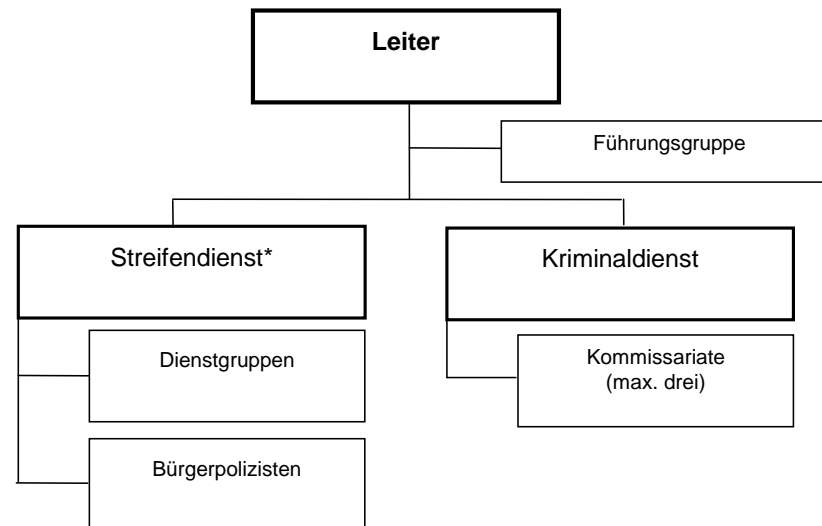 Leiter
Führungsgruppe
Streifendienst*
Kriminaldienst
Dienstgruppen
Kommissariate
(max. drei)
Bürgerpolizisten